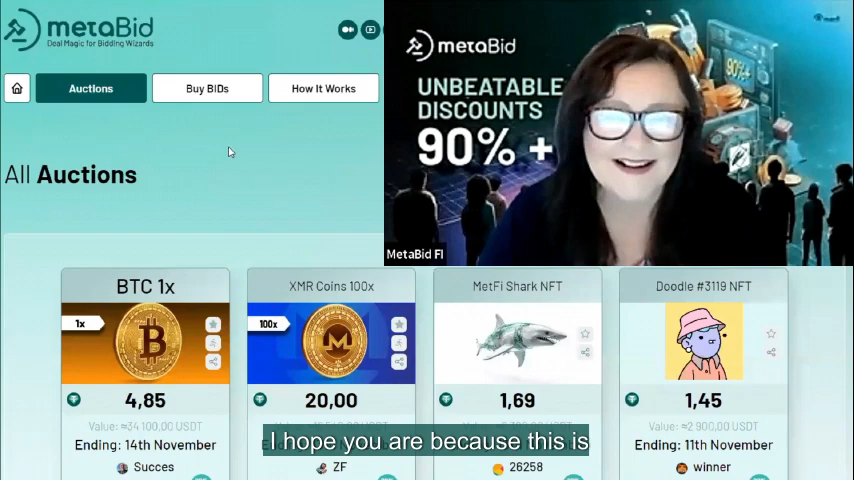 metaBid
Deal Magic for Bidding Wizards
Auctions
Buy BIDs
How It Works
All Auctions
metaBid
UNBEATABLE
DISCOUNTS
90% +
90%+
MetaBid FI
BTC 1x
1x
4,85
Value: ≈34 100,00 USDT
Ending: 14th November
Succes
XMR Coins 100x
100x
20,00
ZF
MetFi Shark NFT
1,69
26258
Doodle #3119 NFT
1,45
Value: ≈2 900,00 USDT
Ending: 11th November
winner
I hope you are because this is